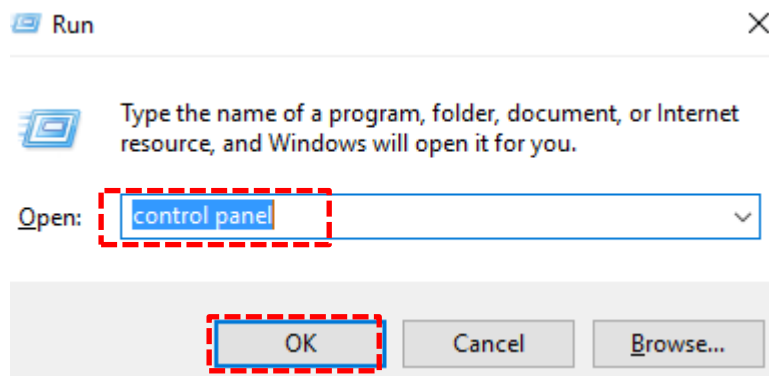 Run
Type the name of a program, folder, document, or Internet
resource, and Windows will open it for you.
Open: control panel
OK Cancel Browse...